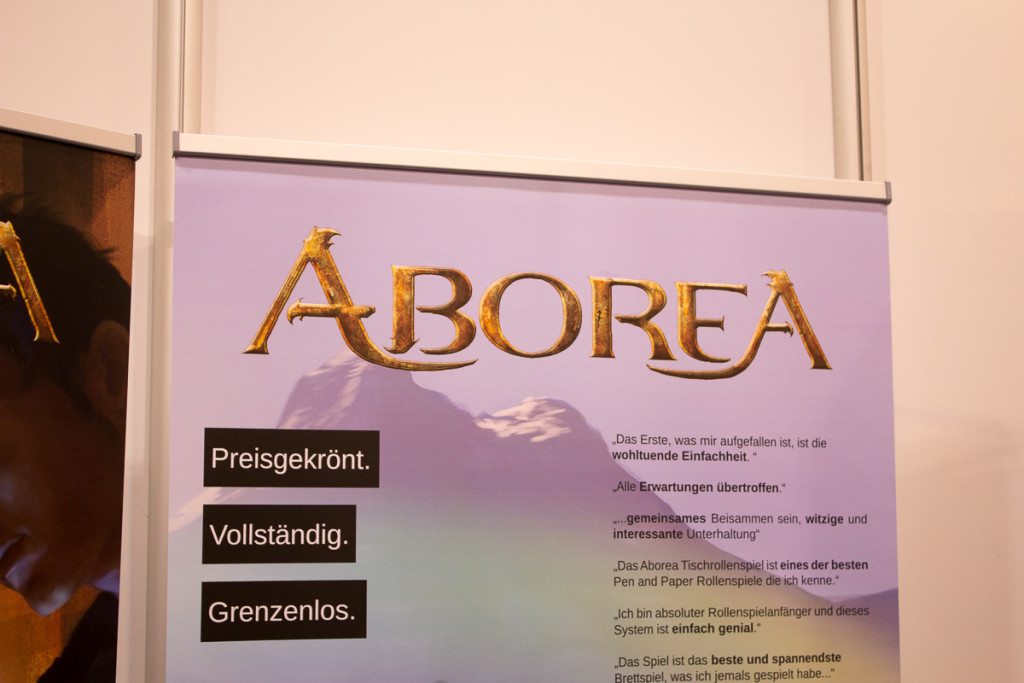 A
ABOREA
Preisgekrönt.
Vollständig.
Grenzenlos.
„Das Erste, was mir aufgefallen ist, ist die
wohltuende Einfachheit. “
„Alle Erwartungen übertroffen.“
„...gemeinsames Beisammen sein, witzige und
interessante Unterhaltung“
„Das Aborea Tischrollenspiel ist eines der besten
Pen and Paper Rollenspiele die ich kenne.“
„Ich bin absoluter Rollenspielanfänger und dieses
System ist einfach genial.“
„Das Spiel ist das beste und spannendste
Brettspiel, was ich jemals gespielt habe...“